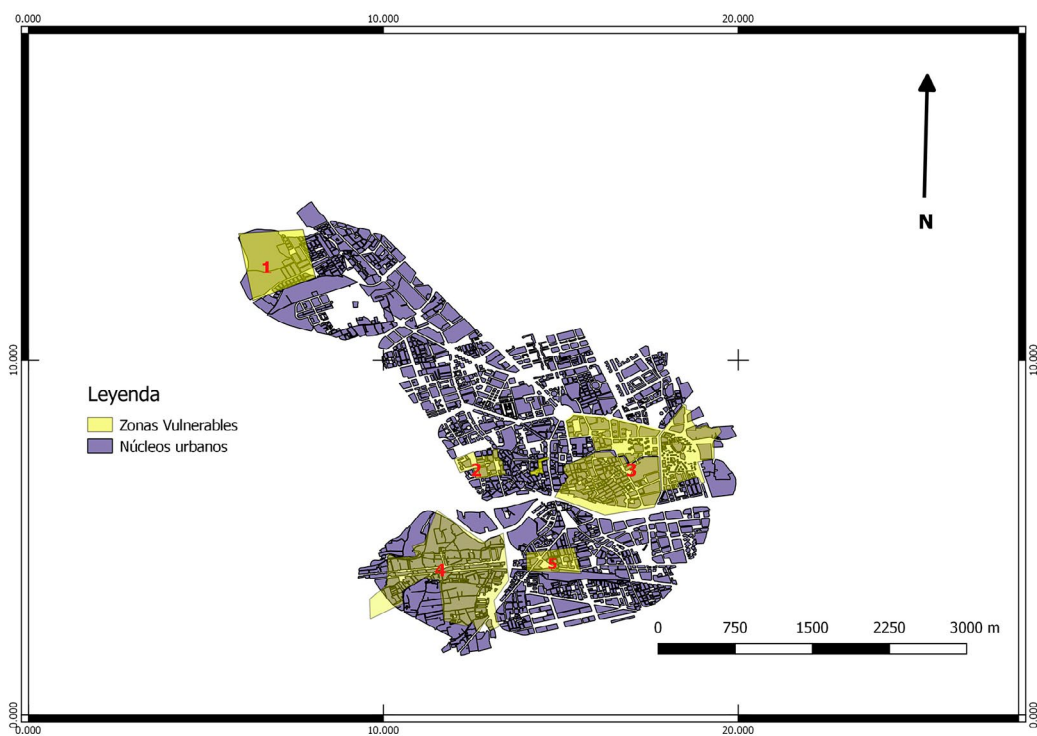 0.000 10.000 20.000
N
1
10.000 10.000
Leyenda
Zonas Vulnerables
Núcleos urbanos
2
3
4
5
0 750 1500 2250 3000 m
0.000 0.000
0.000 10.000 20.000